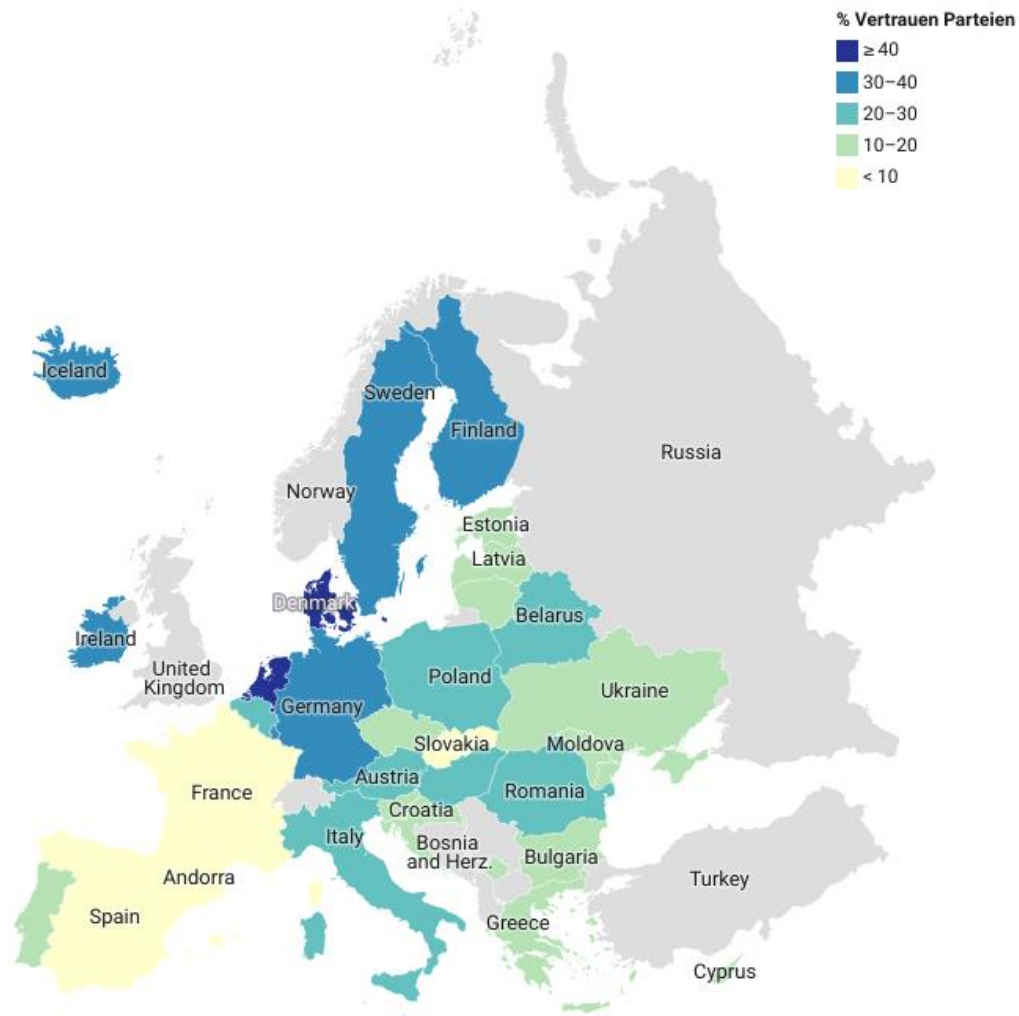 % Vertrauen Parteien
≥ 40
30–40
20–30
10–20
< 10
Iceland
Sweden
Finland
Russia
Norway
Estonia
Latvia
Denmark
Belarus
Ireland
United
Kingdom
Poland
Ukraine
Germany
Slovakia
Moldova
Austria
France
Romania
Croatia
Italy
Bosnia
and Herz.
Bulgaria
Andorra
Turkey
Spain
Greece
Cyprus